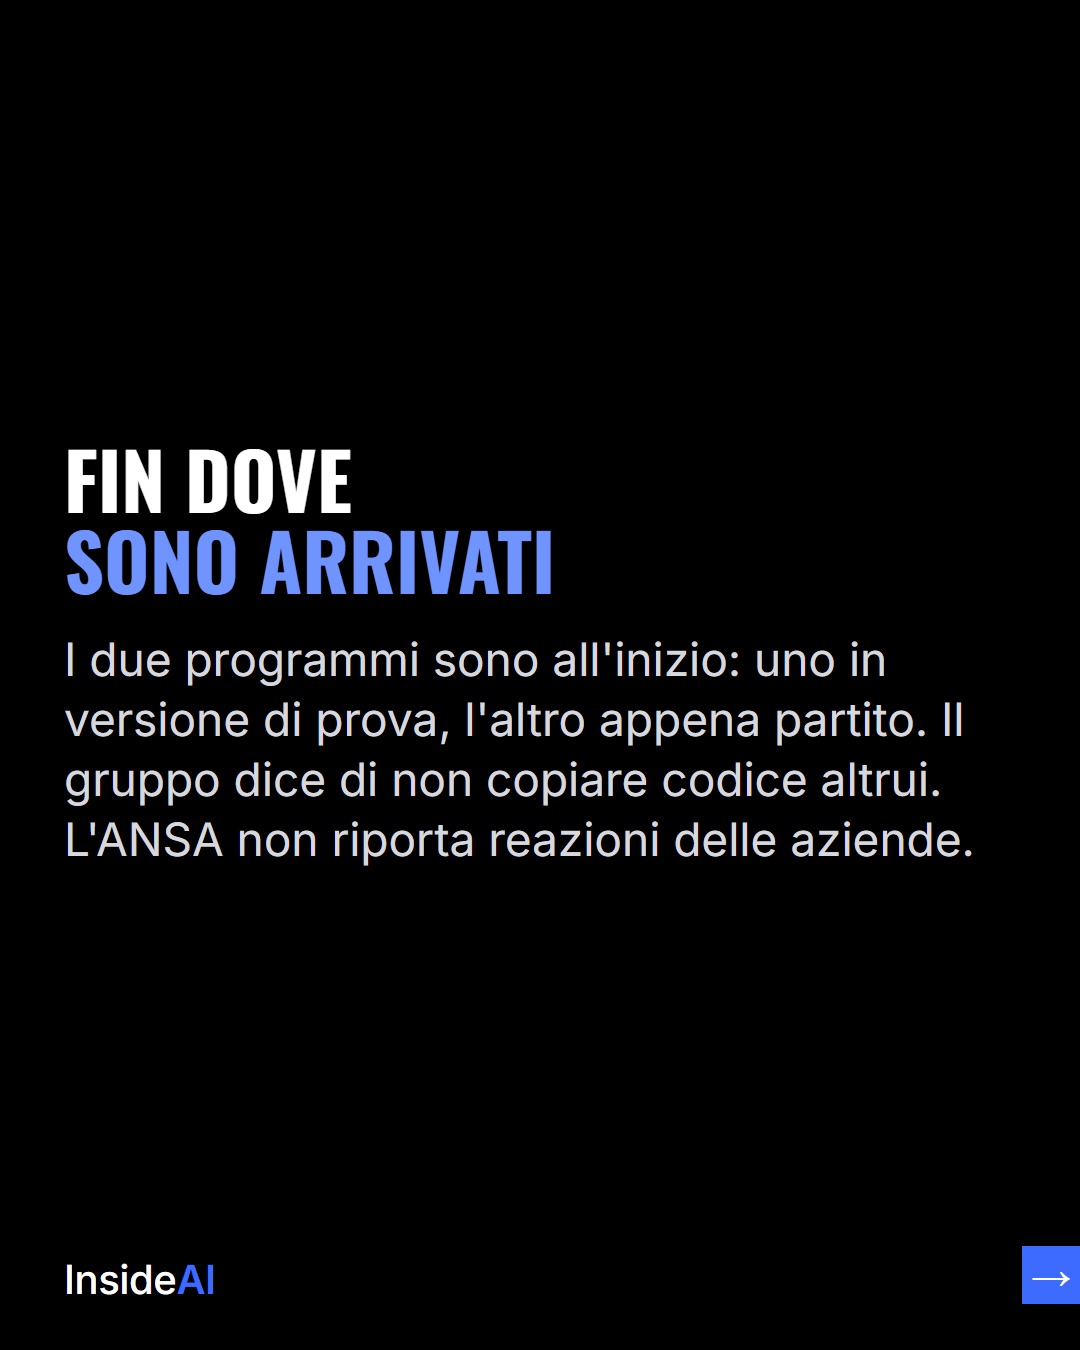 FIN DOVE
SONO ARRIVATI
I due programmi sono all'inizio: uno in
versione di prova, l'altro appena partito. Il
gruppo dice di non copiare codice altrui.
L'ANSA non riporta reazioni delle aziende.
InsideAI
→